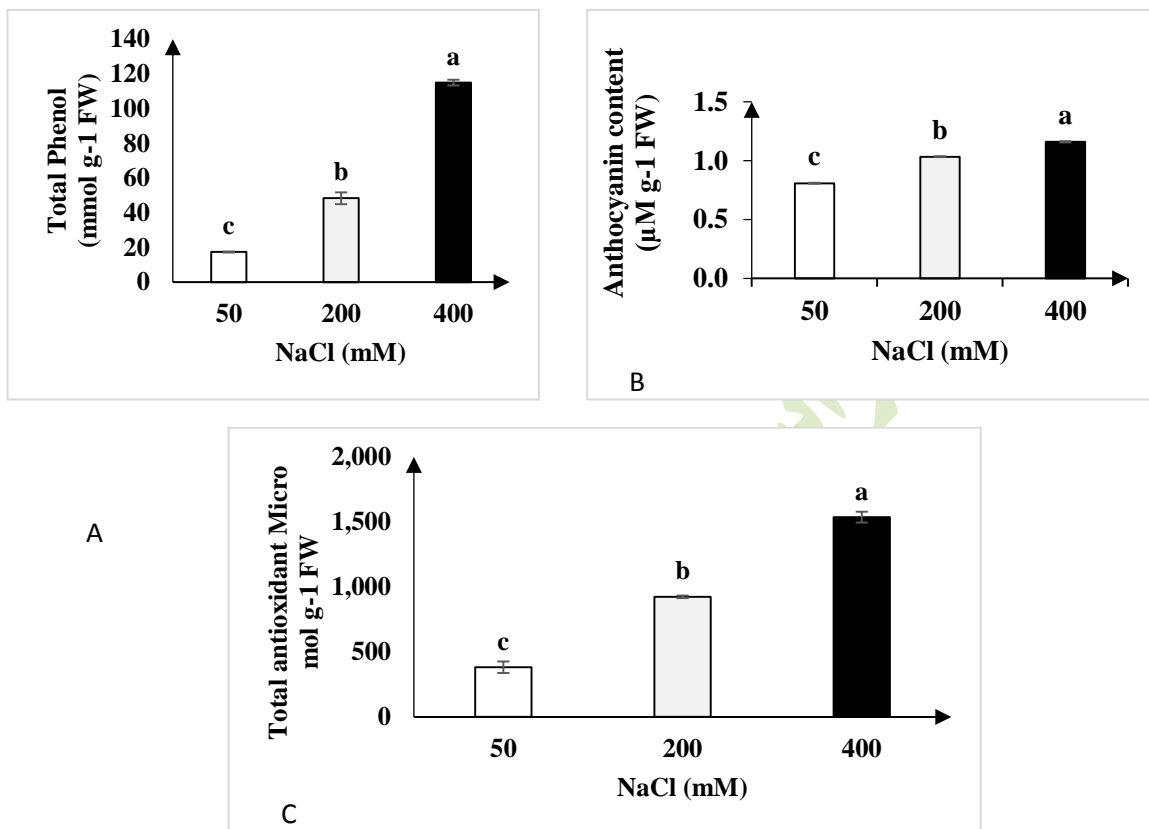 Total Phenol
(mmol g-1 FW)
140
120
100
80
60
40
20
0
c
b
a
50 200 400
NaCl (mM)
Anthocyanin content
(µM g-1 FW)
1.5
1.0
0.5
0.0
c
b
a
50 200 400
NaCl (mM)
B
A
Total antioxidant Micro
mol g-1 FW
2,000
1,500
1,000
500
0
c
b
a
50 200 400
NaCl (mM)
C